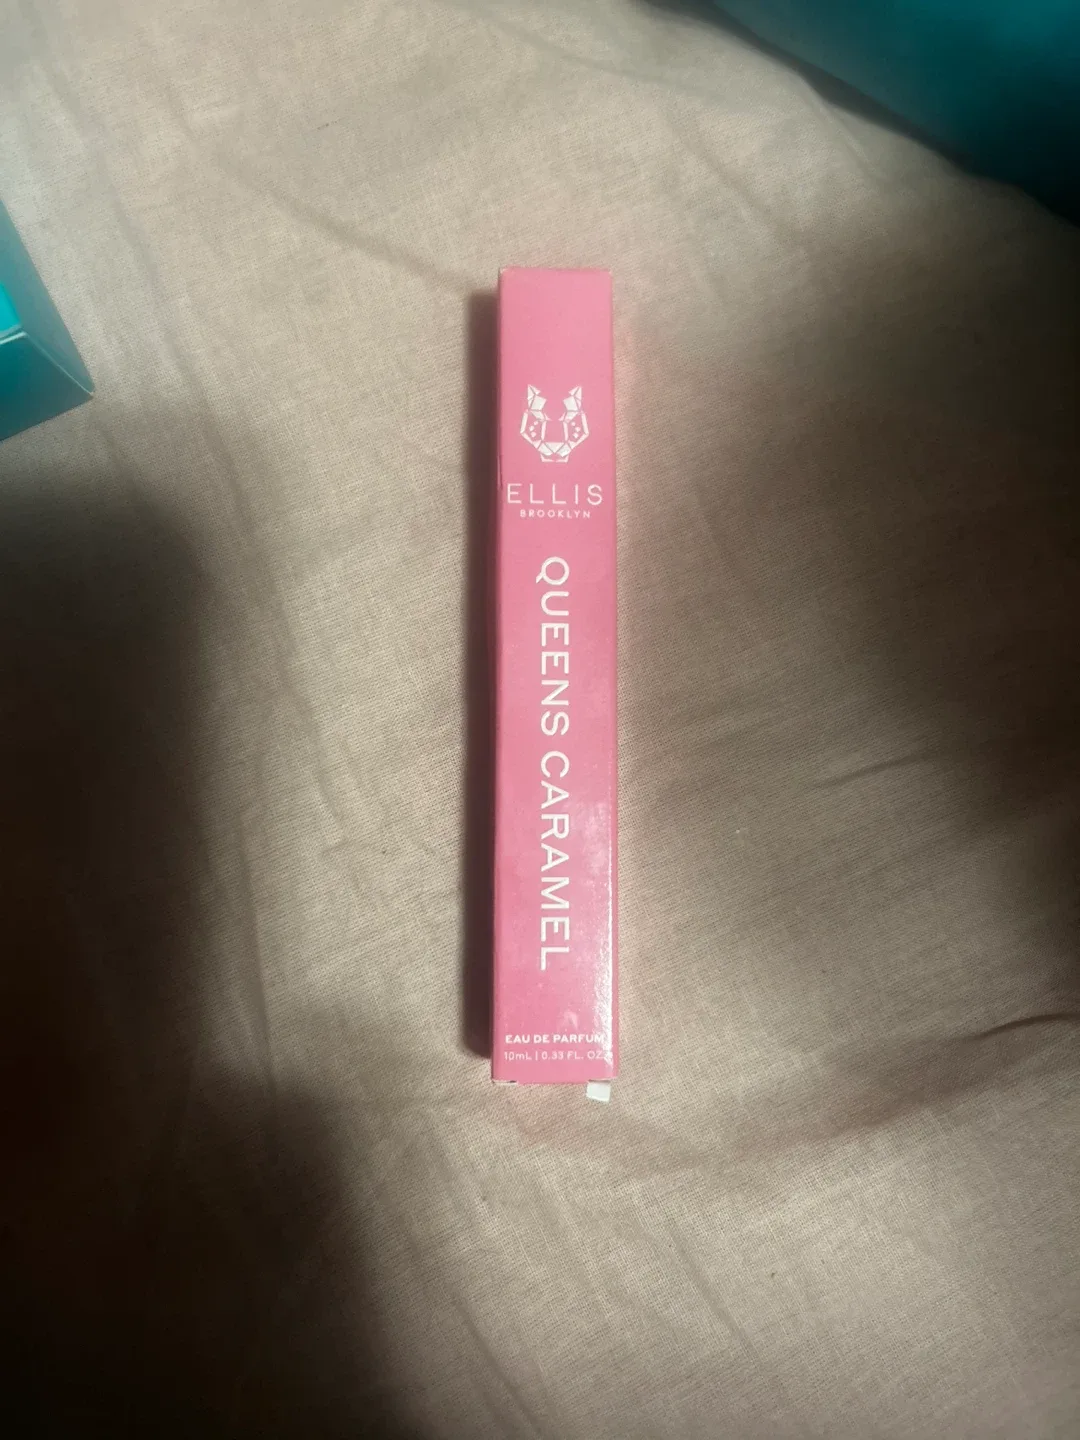 ELLIS
BROOKLYN
QUEENS CARAMEL
EAU DE PARFUM
10mL | 0.33 FL. OZ